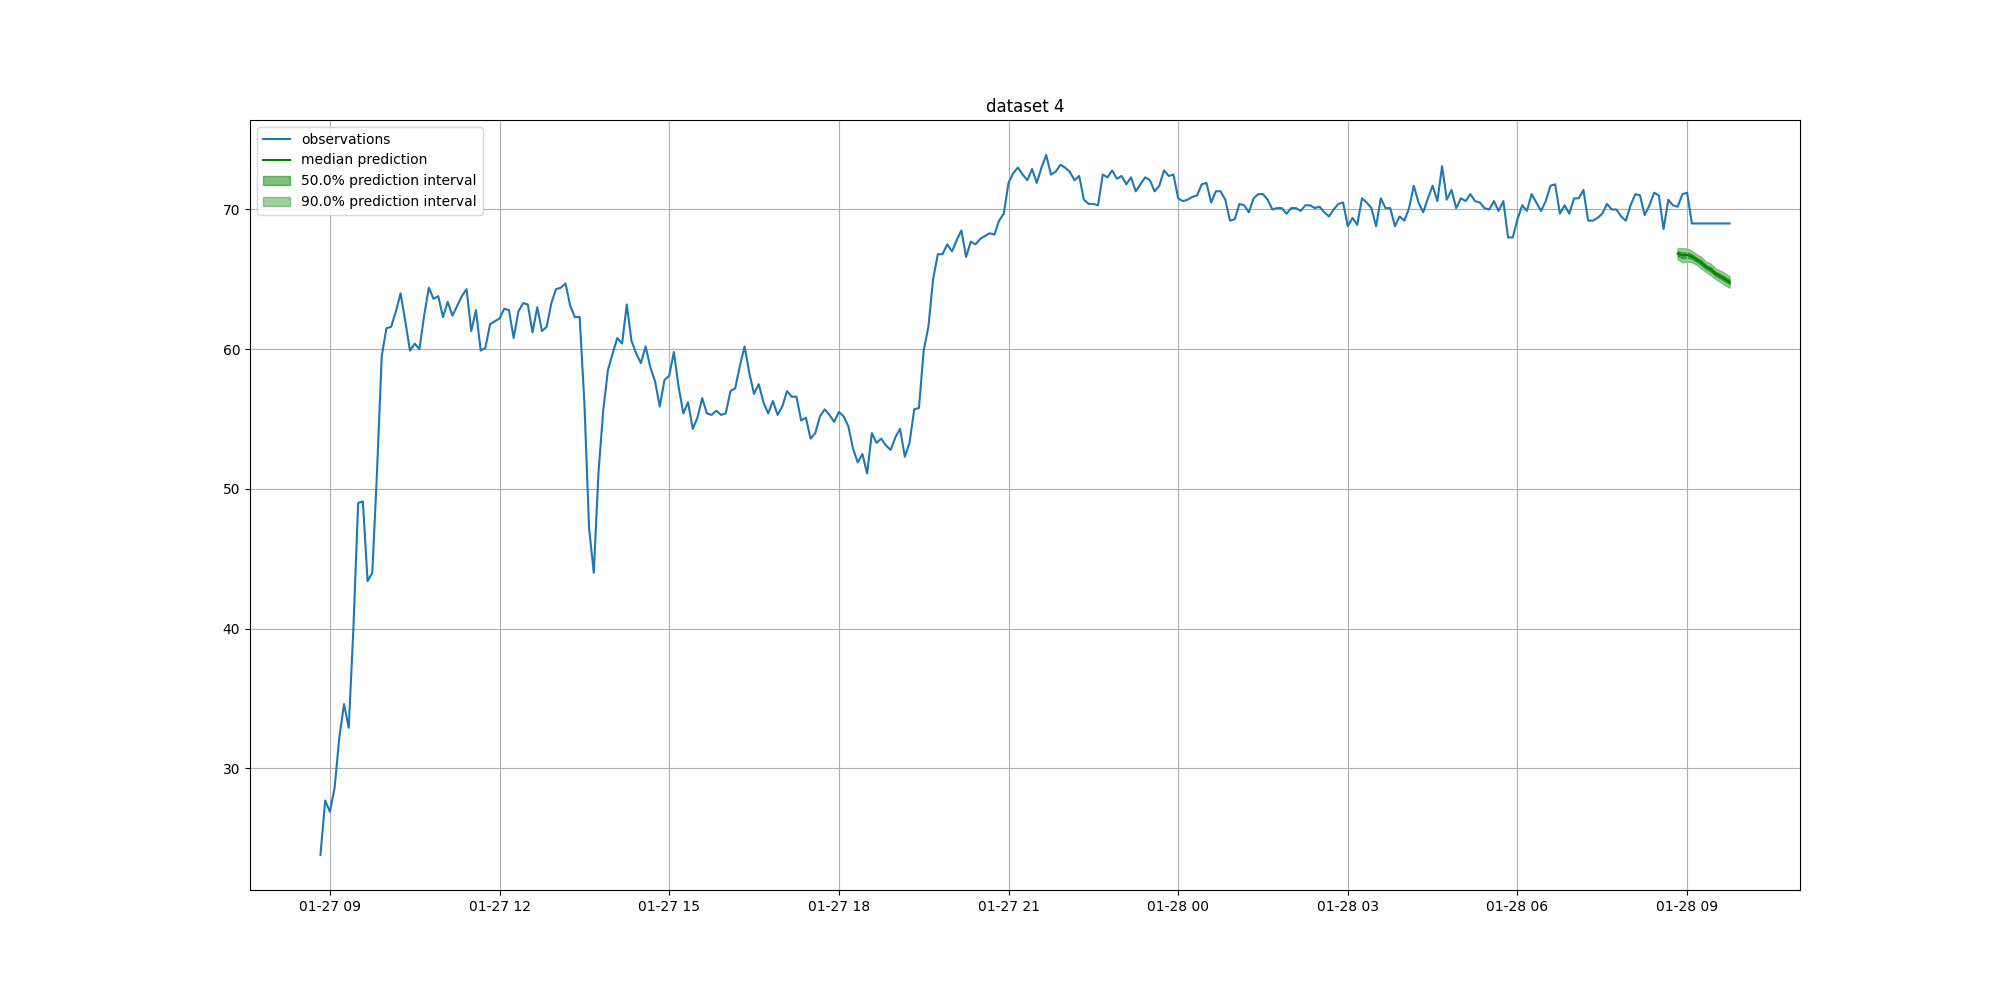 dataset 4
observations
median prediction
50.0% prediction interval
90.0% prediction interval
70
60
50
40
30
01-27 09
01-27 12
01-27 15
01-27 18
01-27 21
01-28 00
01-28 03
01-28 06
01-28 09